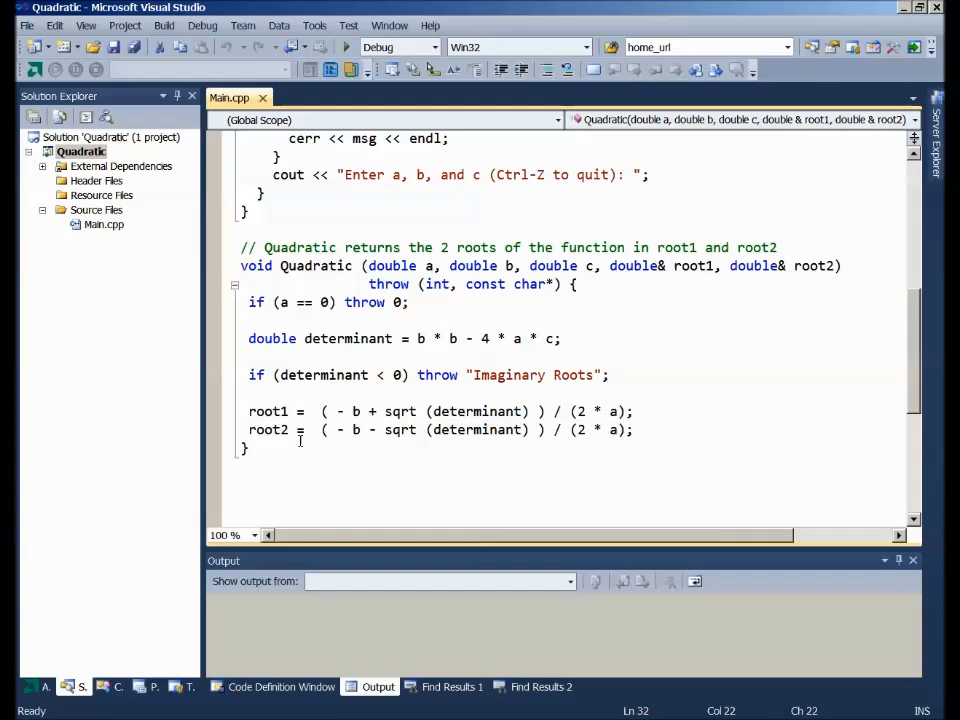 Quadratic - Microsoft Visual Studio
File Edit View Project Build Debug Team Data Tools Test Window Help
Debug Win32 home_url
Solution Explorer
Solution 'Quadratic' (1 project)
Quadratic
External Dependencies
Header Files
Resource Files
Source Files
Main.cpp
Main.cpp
(Global Scope) Quadratic(double a, double b, double c, double & root1, double & root2)
cerr << msg << endl;
}
cout << "Enter a, b, and c (Ctrl-Z to quit): ";
}
}
// Quadratic returns the 2 roots of the function in root1 and root2
void Quadratic (double a, double b, double c, double& root1, double& root2)
throw (int, const char*) {
if (a == 0) throw 0;
double determinant = b * b - 4 * a * c;
if (determinant < 0) throw "Imaginary Roots";
root1 = ( - b + sqrt (determinant) ) / (2 * a);
root2 = ( - b - sqrt (determinant) ) / (2 * a);
}
100 %
Server Explorer
Output
Show output from:
A. S. C. P. T. Code Definition Window Output Find Results 1 Find Results 2
Ready Ln 32 Col 22 Ch 22 INS